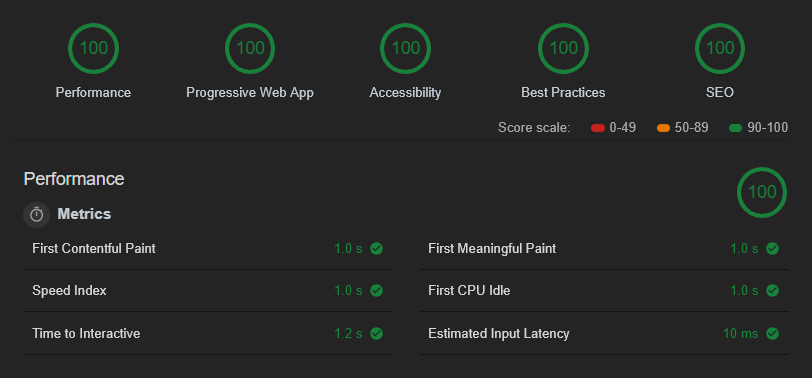 100 100 100 100 100
Performance Progressive Web App Accessibility Best Practices SEO
Score scale: 0-49 50-89 90-100
Performance 100
Metrics
First Contentful Paint 1.0 s First Meaningful Paint 1.0 s
Speed Index 1.0 s First CPU Idle 1.0 s
Time to Interactive 1.2 s Estimated Input Latency 10 ms